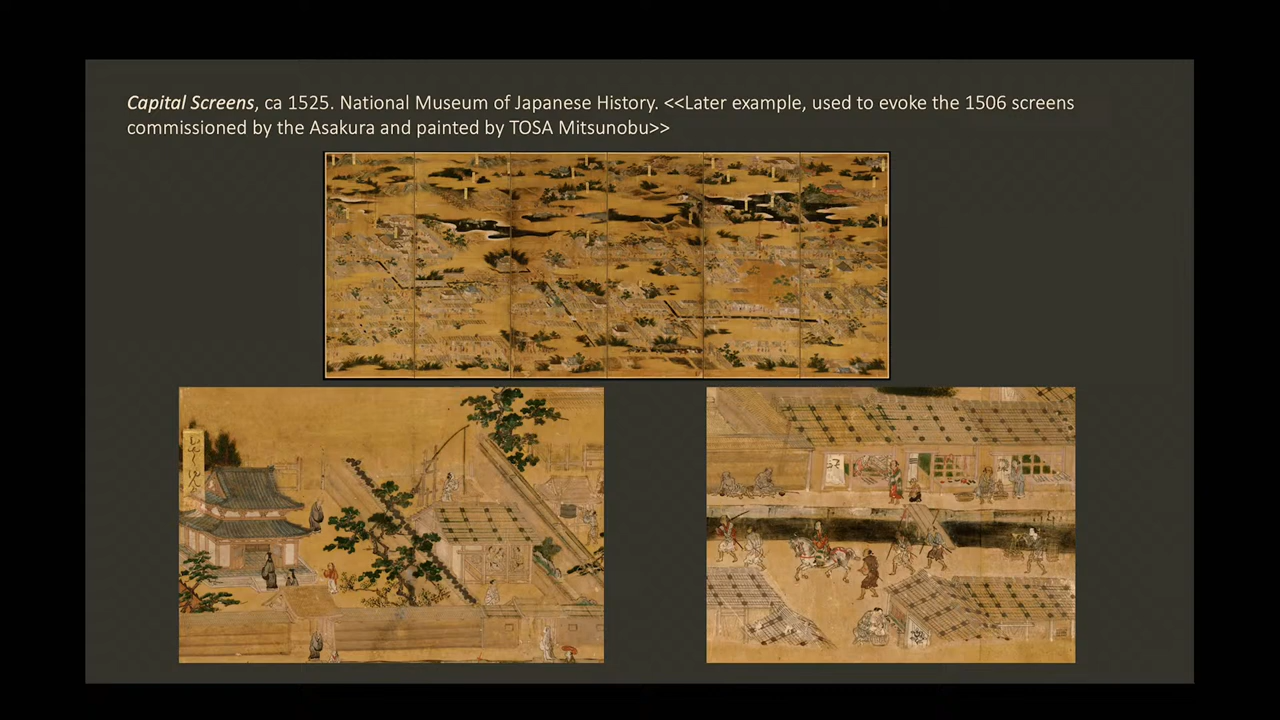 Capital Screens, ca 1525. National Museum of Japanese History. <<Later example, used to evoke the 1506 screens
commissioned by the Asakura and painted by TOSA Mitsunobu>>